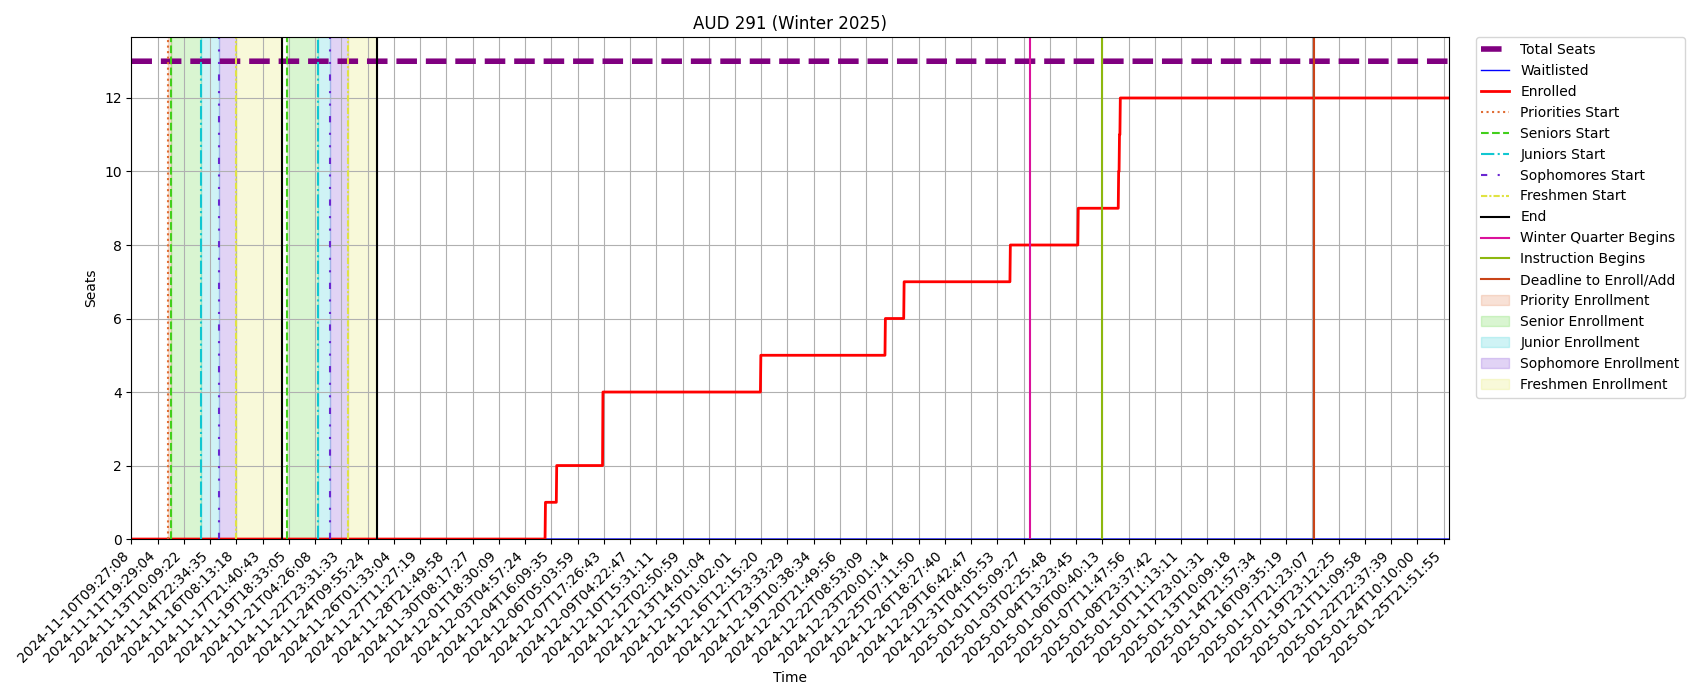 AUD 291 (Winter 2025)
Seats
12
10
8
6
4
2
0
2024-11-10T09:27:08
2024-11-11T19:29:04
2024-11-13T10:09:22
2024-11-14T22:34:35
2024-11-16T08:13:18
2024-11-17T21:40:43
2024-11-19T18:33:05
2024-11-21T04:26:08
2024-11-22T23:31:33
2024-11-24T09:55:24
2024-11-26T01:33:04
2024-11-27T11:27:19
2024-11-28T21:49:58
2024-11-30T08:17:27
2024-12-01T18:30:09
2024-12-03T04:57:24
2024-12-04T16:09:35
2024-12-06T05:03:59
2024-12-07T17:26:43
2024-12-09T04:22:47
2024-12-10T15:31:11
2024-12-12T02:50:59
2024-12-13T14:01:04
2024-12-15T01:02:01
2024-12-16T12:15:20
2024-12-17T23:33:29
2024-12-19T10:38:34
2024-12-20T21:49:56
2024-12-22T08:53:09
2024-12-23T20:01:14
2024-12-25T07:11:50
2024-12-26T18:27:40
2024-12-29T16:42:47
2024-12-31T04:05:53
2025-01-01T15:09:27
2025-01-03T02:25:48
2025-01-04T13:23:45
2025-01-06T00:40:13
2025-01-07T11:47:56
2025-01-08T23:37:42
2025-01-10T11:13:11
2025-01-11T23:01:31
2025-01-13T10:09:18
2025-01-14T21:57:34
2025-01-16T09:35:19
2025-01-17T21:23:07
2025-01-19T23:12:25
2025-01-21T11:09:58
2025-01-22T22:37:39
2025-01-24T10:10:00
2025-01-25T21:51:55
Time
Total Seats
Waitlisted
Enrolled
Priorities Start
Seniors Start
Juniors Start
Sophomores Start
Freshmen Start
End
Winter Quarter Begins
Instruction Begins
Deadline to Enroll/Add
Priority Enrollment
Senior Enrollment
Junior Enrollment
Sophomore Enrollment
Freshmen Enrollment